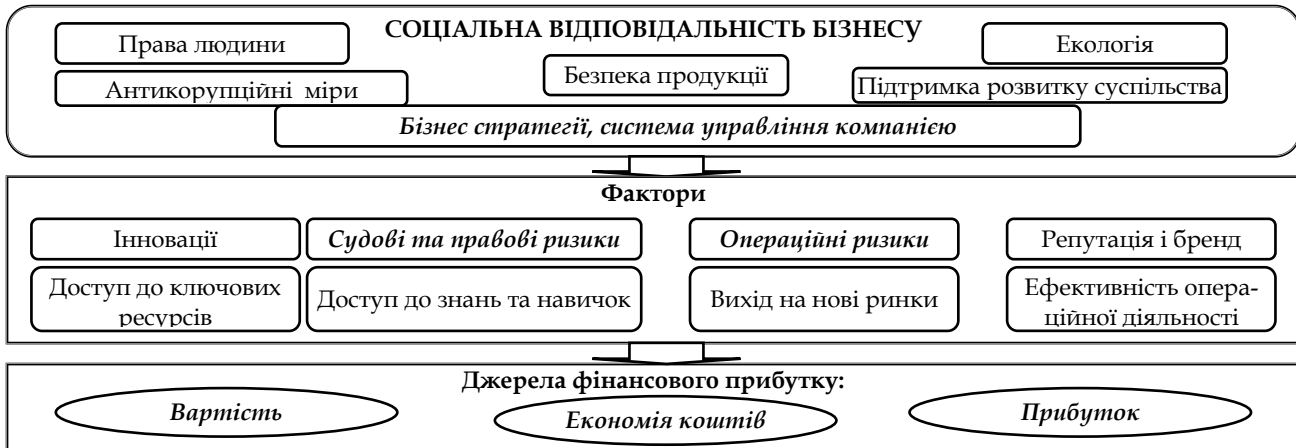 СОЦІАЛЬНА ВІДПОВІДАЛЬНІСТЬ БІЗНЕСУ
Права людини
Екологія
Безпека продукції
Антикорупційні міри
Підтримка розвитку суспільства
Бізнес стратегії, система управління компанією
Фактори
Інновації
Судові та правові ризики
Операційні ризики
Репутація і бренд
Доступ до ключових
ресурсів
Доступ до знань та навичок
Вихід на нові ринки
Ефективність опера-
ційної діяльності
Джерела фінансового прибутку:
Вартість
Економія коштів
Прибуток